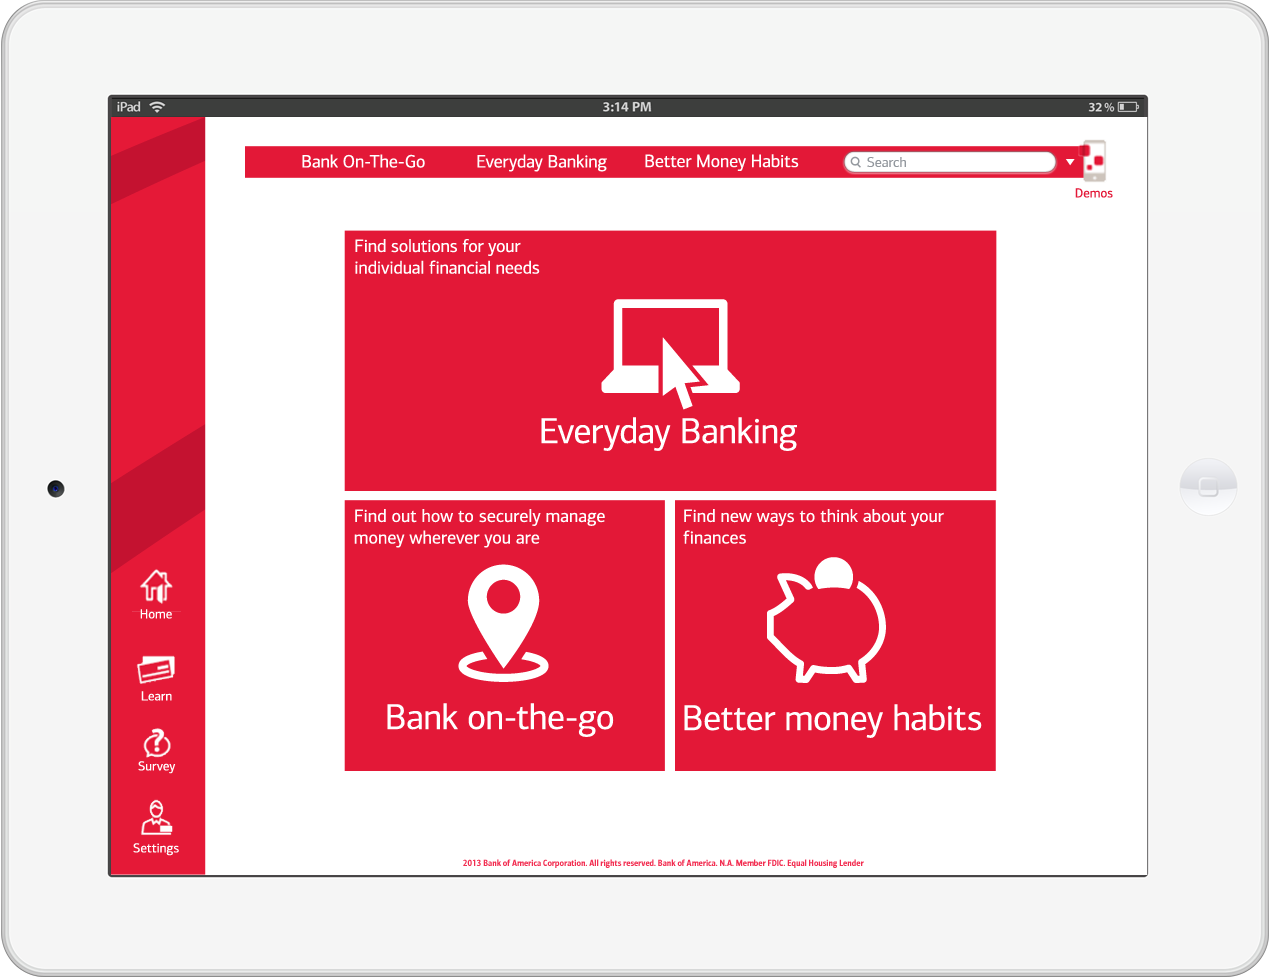 iPad 3:14 PM 32 %
Bank On-The-Go Everyday Banking Better Money Habits Search
Demos
Find solutions for your
individual financial needs
Everyday Banking
Find out how to securely manage
money wherever you are
Bank on-the-go
Find new ways to think about your
finances
Better money habits
Home
Learn
Survey
Settings
2013 Bank of America Corporation. All rights reserved. Bank of America. N.A. Member FDIC. Equal Housing Lender